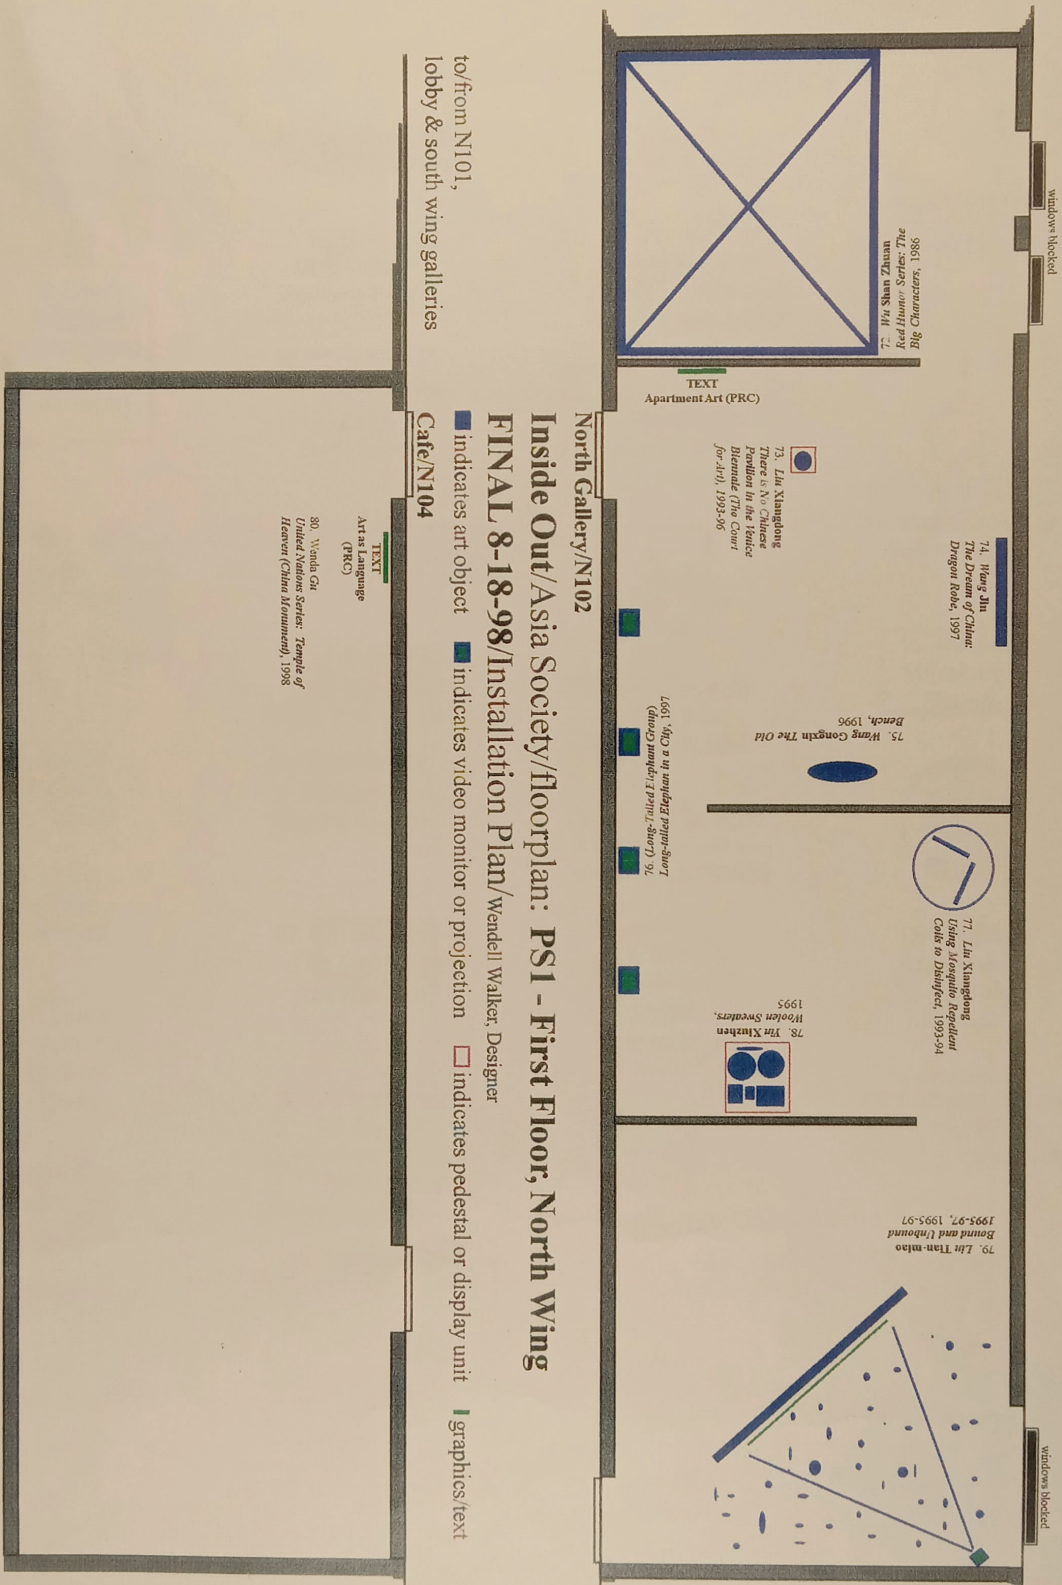 windows blocked
windows blocked
72. Wu Shan Zhuan
Red Humor Series: The
Big Characters, 1986
TEXT
Apartment Art (PRC)
73. Liu Xiangdong
There is No Chinese
Pavilion in the Venice
Biennale (The Court
for Art), 1993-96
74. Wang Jin
The Dream of China:
Dragon Robe, 1997
75. Wang Gongxin The Old
Bench, 1996
76. (Long-Tailed Elephant Group)
Long-tailed Elephan in a City, 1997
77. Liu Xiangdong
Using Mosquito Repellent
Coils to Disinfect, 1993-94
78. Yin Xiuzhen
Woolen Sweaters,
1995
79. Lin Tian-miao
Bound and Unbound
1995-97, 1995-97
North Gallery/N102
Inside Out/Asia Society/floorplan: PS1 - First Floor, North Wing
FINAL 8-18-98/Installation Plan/Wendell Walker, Designer
indicates art object indicates video monitor or projection indicates pedestal or display unit graphics/text
to/from N101,
lobby & south wing galleries
Cafe/N104
TEXT
Art as Language
(PRC)
80. Wenda Gu
United Nations Series: Temple of
Heaven (China Monument), 1998